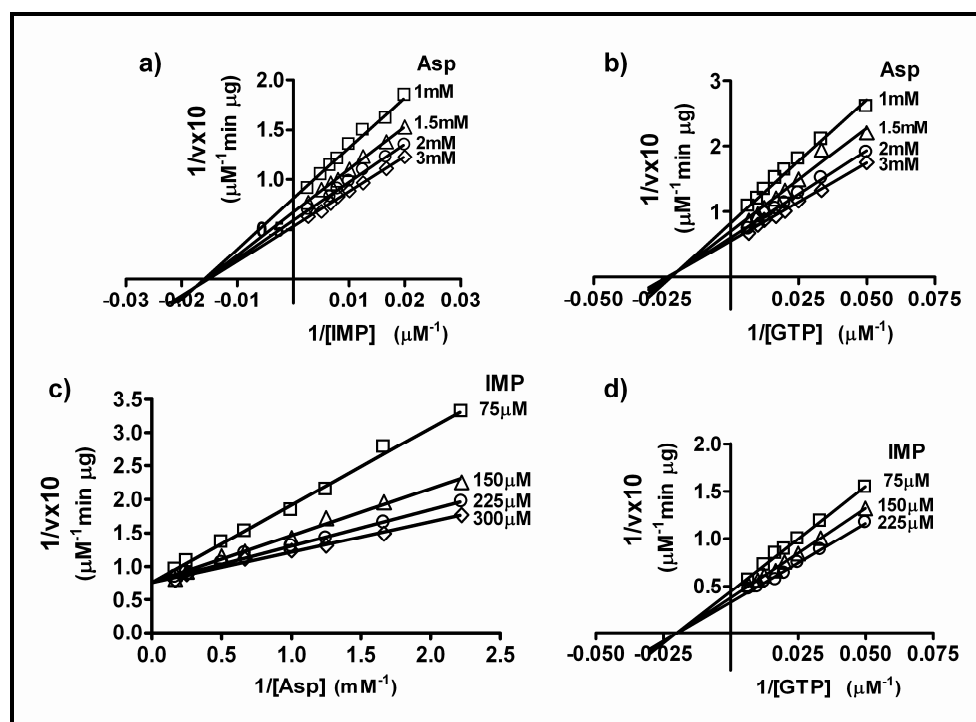 a)
Asp
1/vx10
(µM⁻¹min µg)
2.0
1.5
1.0
0
1mM
1.5mM
2mM
3mM
-0.03
-0.01
0.01
0.03
1/[IMP] (µM⁻¹)
b)
Asp
1/vx10
(µM⁻¹min µg)
3
2
1
1mM
1.5mM
2mM
3mM
-0.050
-0.025
0.025
0.050
0.075
1/[GTP] (µM⁻¹)
c)
IMP
1/vx10
(µM⁻¹min µg)
3.5
3.0
2.5
2.0
1.5
1.0
0.5
0.0
75µM
150µM
225µM
300µM
0.0
0.5
1.0
1.5
2.0
2.5
1/[Asp] (mM⁻¹)
d)
IMP
1/vx10
(µM⁻¹min µg)
2.0
1.5
1.0
0.5
75µM
150µM
225µM
-0.050
-0.025
0.025
0.050
0.075
1/[GTP] (µM⁻¹)